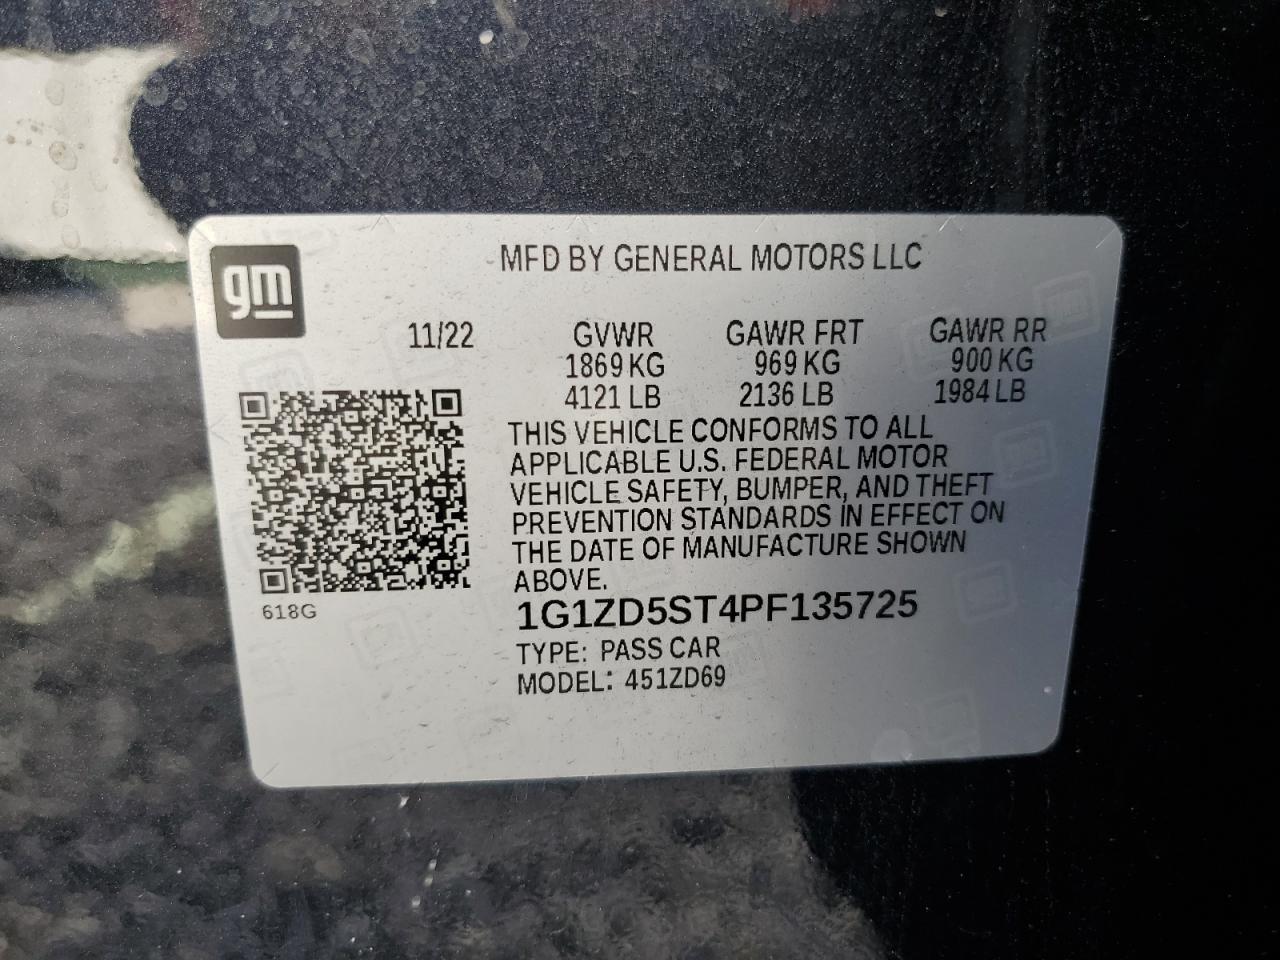 gm
MFD BY GENERAL MOTORS LLC
11/22 GVWR GAWR FRT GAWR RR
1869 KG 969 KG 900 KG
4121 LB 2136 LB 1984 LB
THIS VEHICLE CONFORMS TO ALL
APPLICABLE U.S. FEDERAL MOTOR
VEHICLE SAFETY, BUMPER, AND THEFT
PREVENTION STANDARDS IN EFFECT ON
THE DATE OF MANUFACTURE SHOWN
ABOVE.
618G
1G1ZD5ST4PF135725
TYPE: PASS CAR
MODEL: 451ZD69